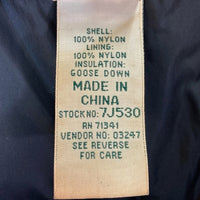 SHELL:
100% NYLON
LINING:
100% NYLON
INSULATION:
GOOSE DOWN
MADE IN
CHINA
STOCK NO: 7J530
RN 71341
VENDOR NO: 03247
SEE REVERSE
FOR CARE